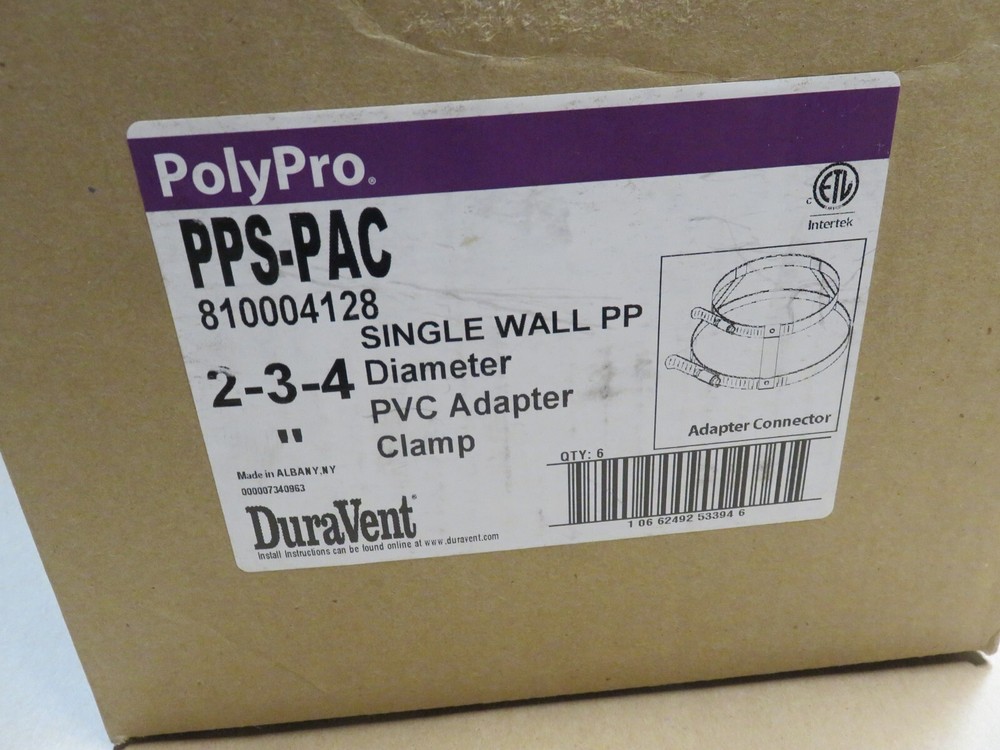 PolyPro®
PPS-PAC
810004128
2-3-4
"
SINGLE WALL PP
Diameter
PVC Adapter
Clamp
C ETL
Intertek
Adapter Connector
QTY: 6
1 06 62492 53394 6
Made in ALBANY,NY
000007340963
DuraVent®
Install Instructions can be found online at www.duravent.com